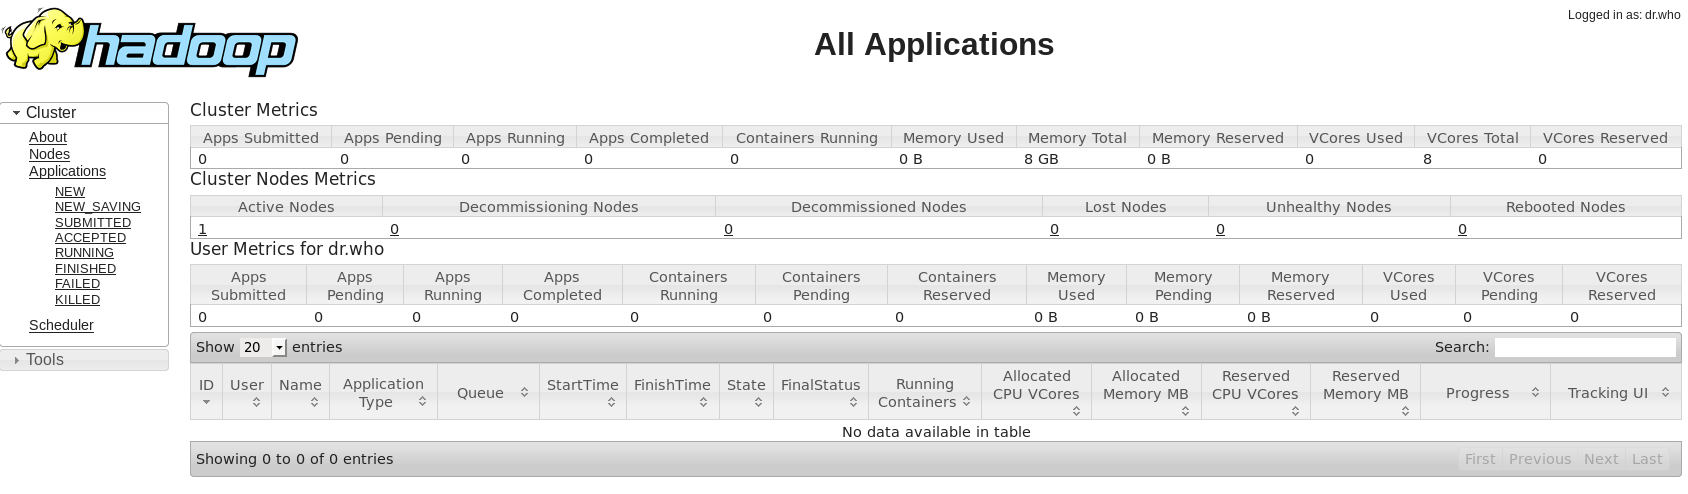 hadoop
Logged in as: dr.who
All Applications
Cluster
About
Nodes
Applications
NEW
NEW_SAVING
SUBMITTED
ACCEPTED
RUNNING
FINISHED
FAILED
KILLED
Scheduler
Tools
Cluster Metrics
Apps Submitted Apps Pending Apps Running Apps Completed Containers Running Memory Used Memory Total Memory Reserved VCores Used VCores Total VCores Reserved
0 0 0 0 0 0 B 8 GB 0 B 0 8 0
Cluster Nodes Metrics
Active Nodes Decommissioning Nodes Decommissioned Nodes Lost Nodes Unhealthy Nodes Rebooted Nodes
1 0 0 0 0 0
User Metrics for dr.who
Apps Apps Apps Apps Containers Containers Containers Memory Memory Memory VCores VCores VCores
Submitted Pending Running Completed Running Pending Reserved Used Pending Reserved Used Pending Reserved
0 0 0 0 0 0 0 0 B 0 B 0 B 0 0 0
Show 20 entries Search:
ID User Name Application Type Queue StartTime FinishTime State FinalStatus Running Containers Allocated CPU VCores Allocated Memory MB Reserved CPU VCores Reserved Memory MB Progress Tracking UI
No data available in table
Showing 0 to 0 of 0 entries First Previous Next Last